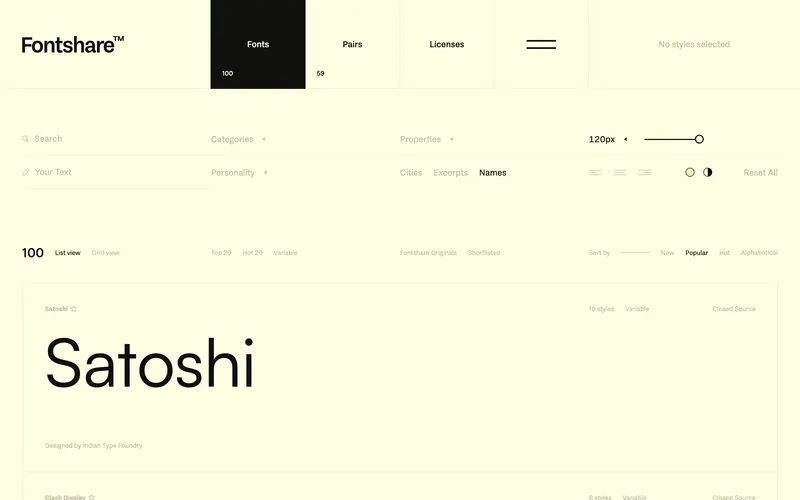 Fontshare™ Fonts Pairs Licenses No styles selected
100 59
Search Categories Properties 120px
Your Text Personality Cities Excerpts Names Reset All
100 List view Grid view Top 20 Hot 20 Variable Fontshare Originals Shortlisted Sort by New Popular Hot Alphabetical
Satoshi 10 styles Variable Closed Source
Satoshi
Designed by Indian Type Foundry
Clash Display 6 styles Variable Closed Source